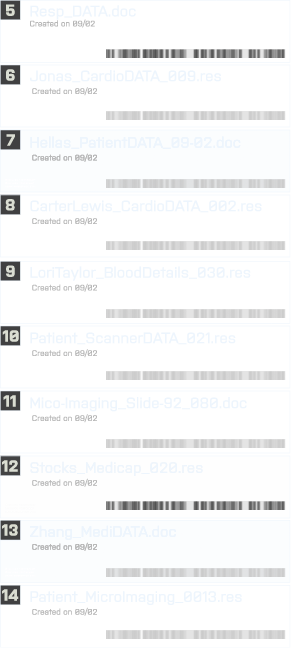 5 Resp_DATA.doc
Created on 09/02
6 Jonas_CardioDATA_009.res
Created on 09/02
7 Hellas_PatientDATA_09-02.doc
Created on 09/02
8 CarterLewis_CardioDATA_002.res
Created on 09/02
9 LoriTaylor_BloodDetails_030.res
Created on 09/02
10 Patient_ScannerDATA_021.res
Created on 09/02
11 Mico-imaging_Slide-92_080.doc
Created on 09/02
12 Stocks_Medicap_020.res
Created on 09/02
13 Zhang_MediDATA.doc
Created on 09/02
14 Patient_MicroImaging_0013.res
Created on 09/02